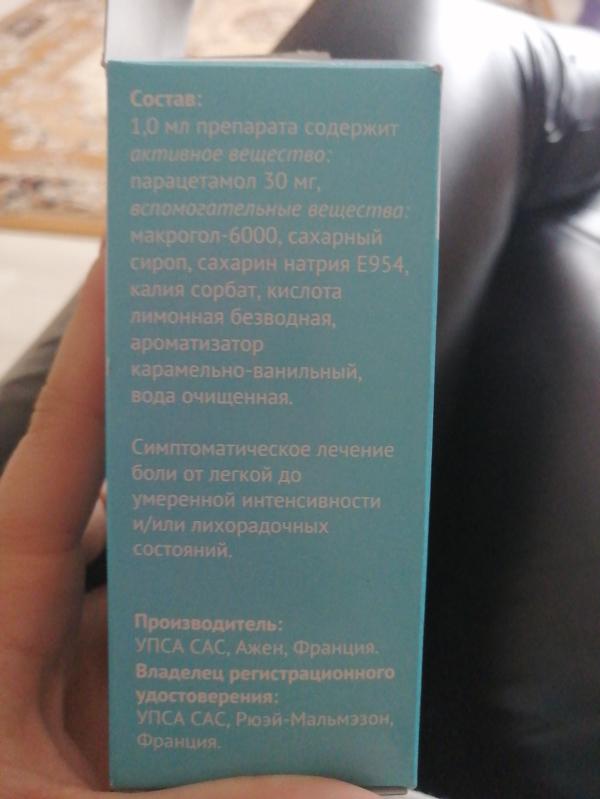 Состав:
1,0 мл препарата содержит
активное вещество:
парацетамол 30 мг,
вспомогательные вещества:
макрогол-6000, сахарный
сироп, сахарин натрия Е954,
калия сорбат, кислота
лимонная безводная,
ароматизатор
карамельно-ванильный,
вода очищенная.
Симптоматическое лечение
боли от легкой до
умеренной интенсивности
и/или лихорадочных
состояний.
Производитель:
УПСА САС, Ажен, Франция.
Владелец регистрационного
удостоверения:
УПСА САС, Рюэй-Мальмэзон,
Франция.